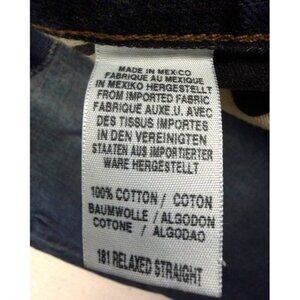 MADE IN MEXICO
FABRIQUE AU MEXIQUE
IN MEXIKO HERGESTELLT
FROM IMPORTED FABRIC
FABRIQUE AUX E.U. AVEC
DES TISSUS IMPORTES
IN DEN VEREINIGTEN
STAATEN AUS IMPORTIERTER
WARE HERGESTELLT
100% COTTON / COTON
BAUMWOLLE / ALGODON
COTONE / ALGODAO
181 RELAXED STRAIGHT